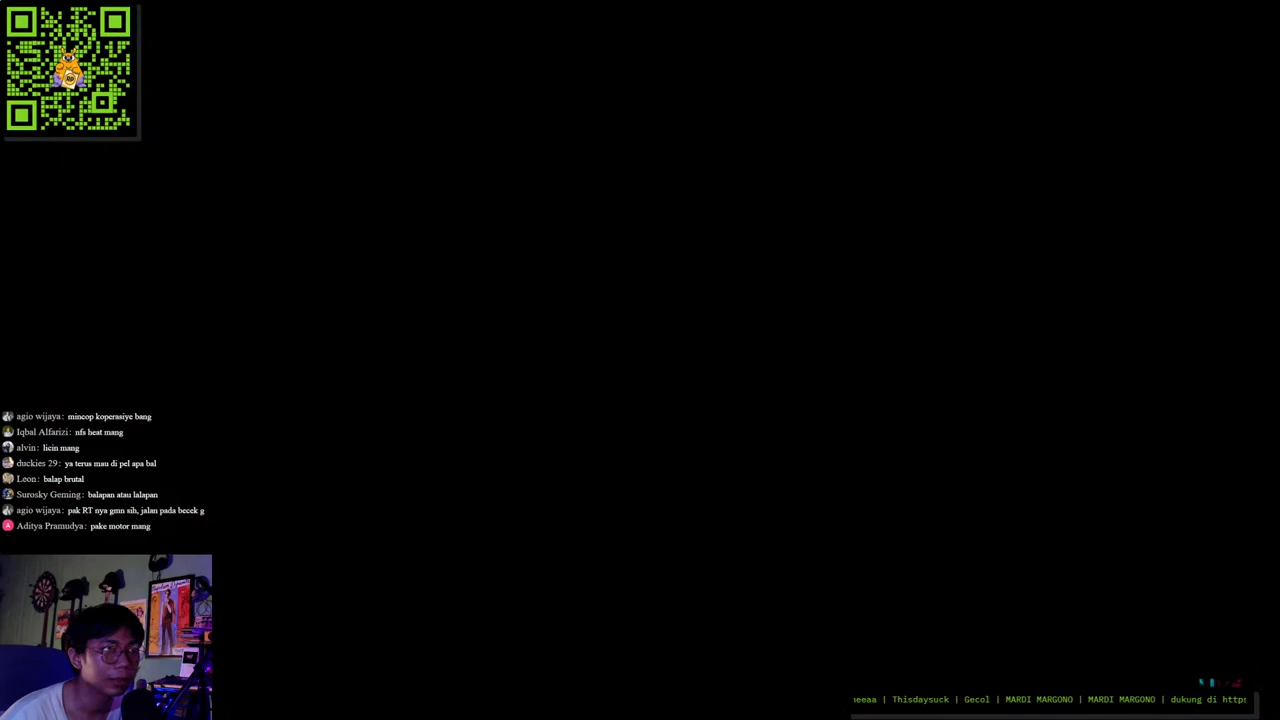 agio wijaya: mincop koperasiye bang
Iqbal Alfarizi: nfs heat mang
alvin: licin mang
duckies 29: ya terus mau di pel apa bal
Leon: balap brutal
Surosky Geming: balapan atau lalapan
agio wijaya: pak RT nya gmn sih, jalan pada becek g
Aditya Pramudya: pake motor mang
eeaa | Thisdaysuck | Gecol | MARDI MARGONO | MARDI MARGONO | dukung di https